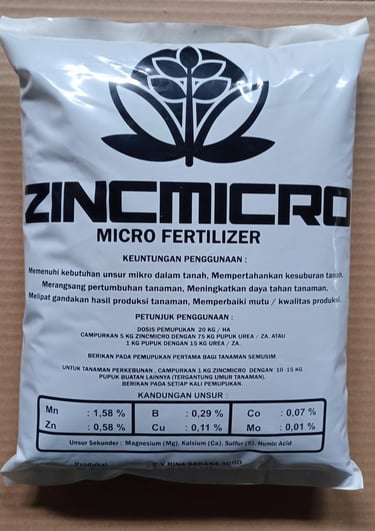 ZINCMICRO
MICRO FERTILIZER
KEUNTUNGAN PENGGUNAAN :
Memenuhi kebutuhan unsur mikro dalam tanah, Mempertahankan kesuburan tanah.
Merangsang pertumbuhan tanaman, Meningkatkan daya tahan tanaman.
Melipat gandakan hasil produksi tanaman, Memperbaiki mutu / kwalitas produksi.
PETUNJUK PENGGUNAAN :
DOSIS PEMUPUKAN 20 KG / HA
CAMPURKAN 5 KG ZINCMICRO DENGAN 75 KG PUPUK UREA / ZA. ATAU
1 KG PUPUK DENGAN 15 KG UREA / ZA.
BERIKAN PADA PEMUPUKAN PERTAMA BAGI TANAMAN SEMUSIM.
UNTUK TANAMAN PERKEBUNAN , CAMPURKAN 1 KG ZINCMICRO DENGAN 10 -15 KG
PUPUK BUATAN LAINNYA (TERGANTUNG UMUR TANAMAN).
BERIKAN PADA SETIAP KALI PEMUPUKAN.
KANDUNGAN UNSUR :
Mn : 1,58 % B : 0,29 % Co : 0,07 %
Zn : 0,58 % Cu : 0,11 % Mo : 0,01 %
Unsur Sekunder : Magnesium (Mg), Kalsium (Ca), Sulfur (S), Humic Acid
Produksi C.V BINA SARANA AGRO